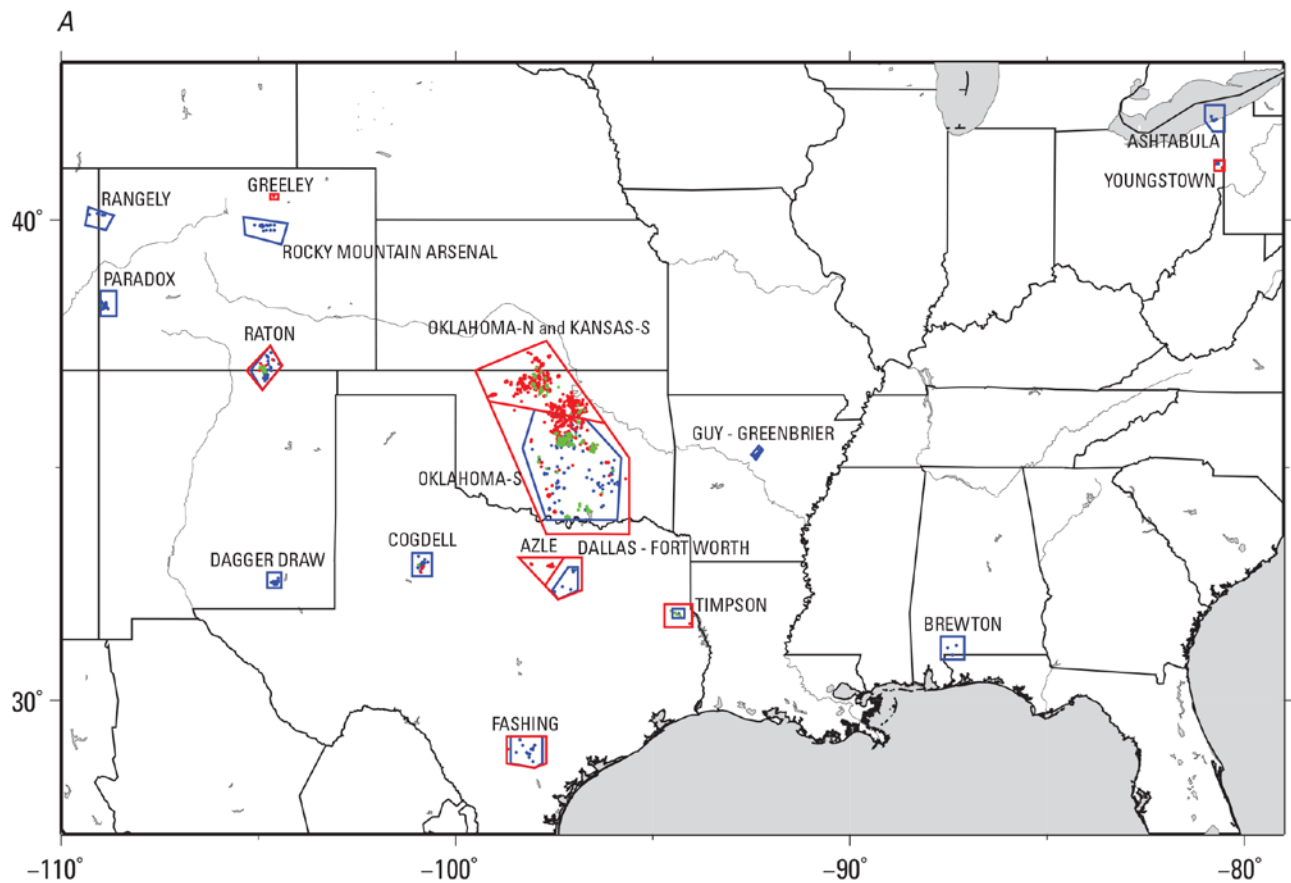 A
ASHTABULA
YOUNGSTOWN
GREELEY
RANGELY
40°
ROCKY MOUNTAIN ARSENAL
PARADOX
OKLAHOMA-N and KANSAS-S
RATON
GUY - GREENBRIER
OKLAHOMA-S
COGDELL
AZLE
DALLAS - FORT WORTH
DAGGER DRAW
TIMPSON
BREWTON
30°
FASHING
−110°
−100°
−90°
−80°